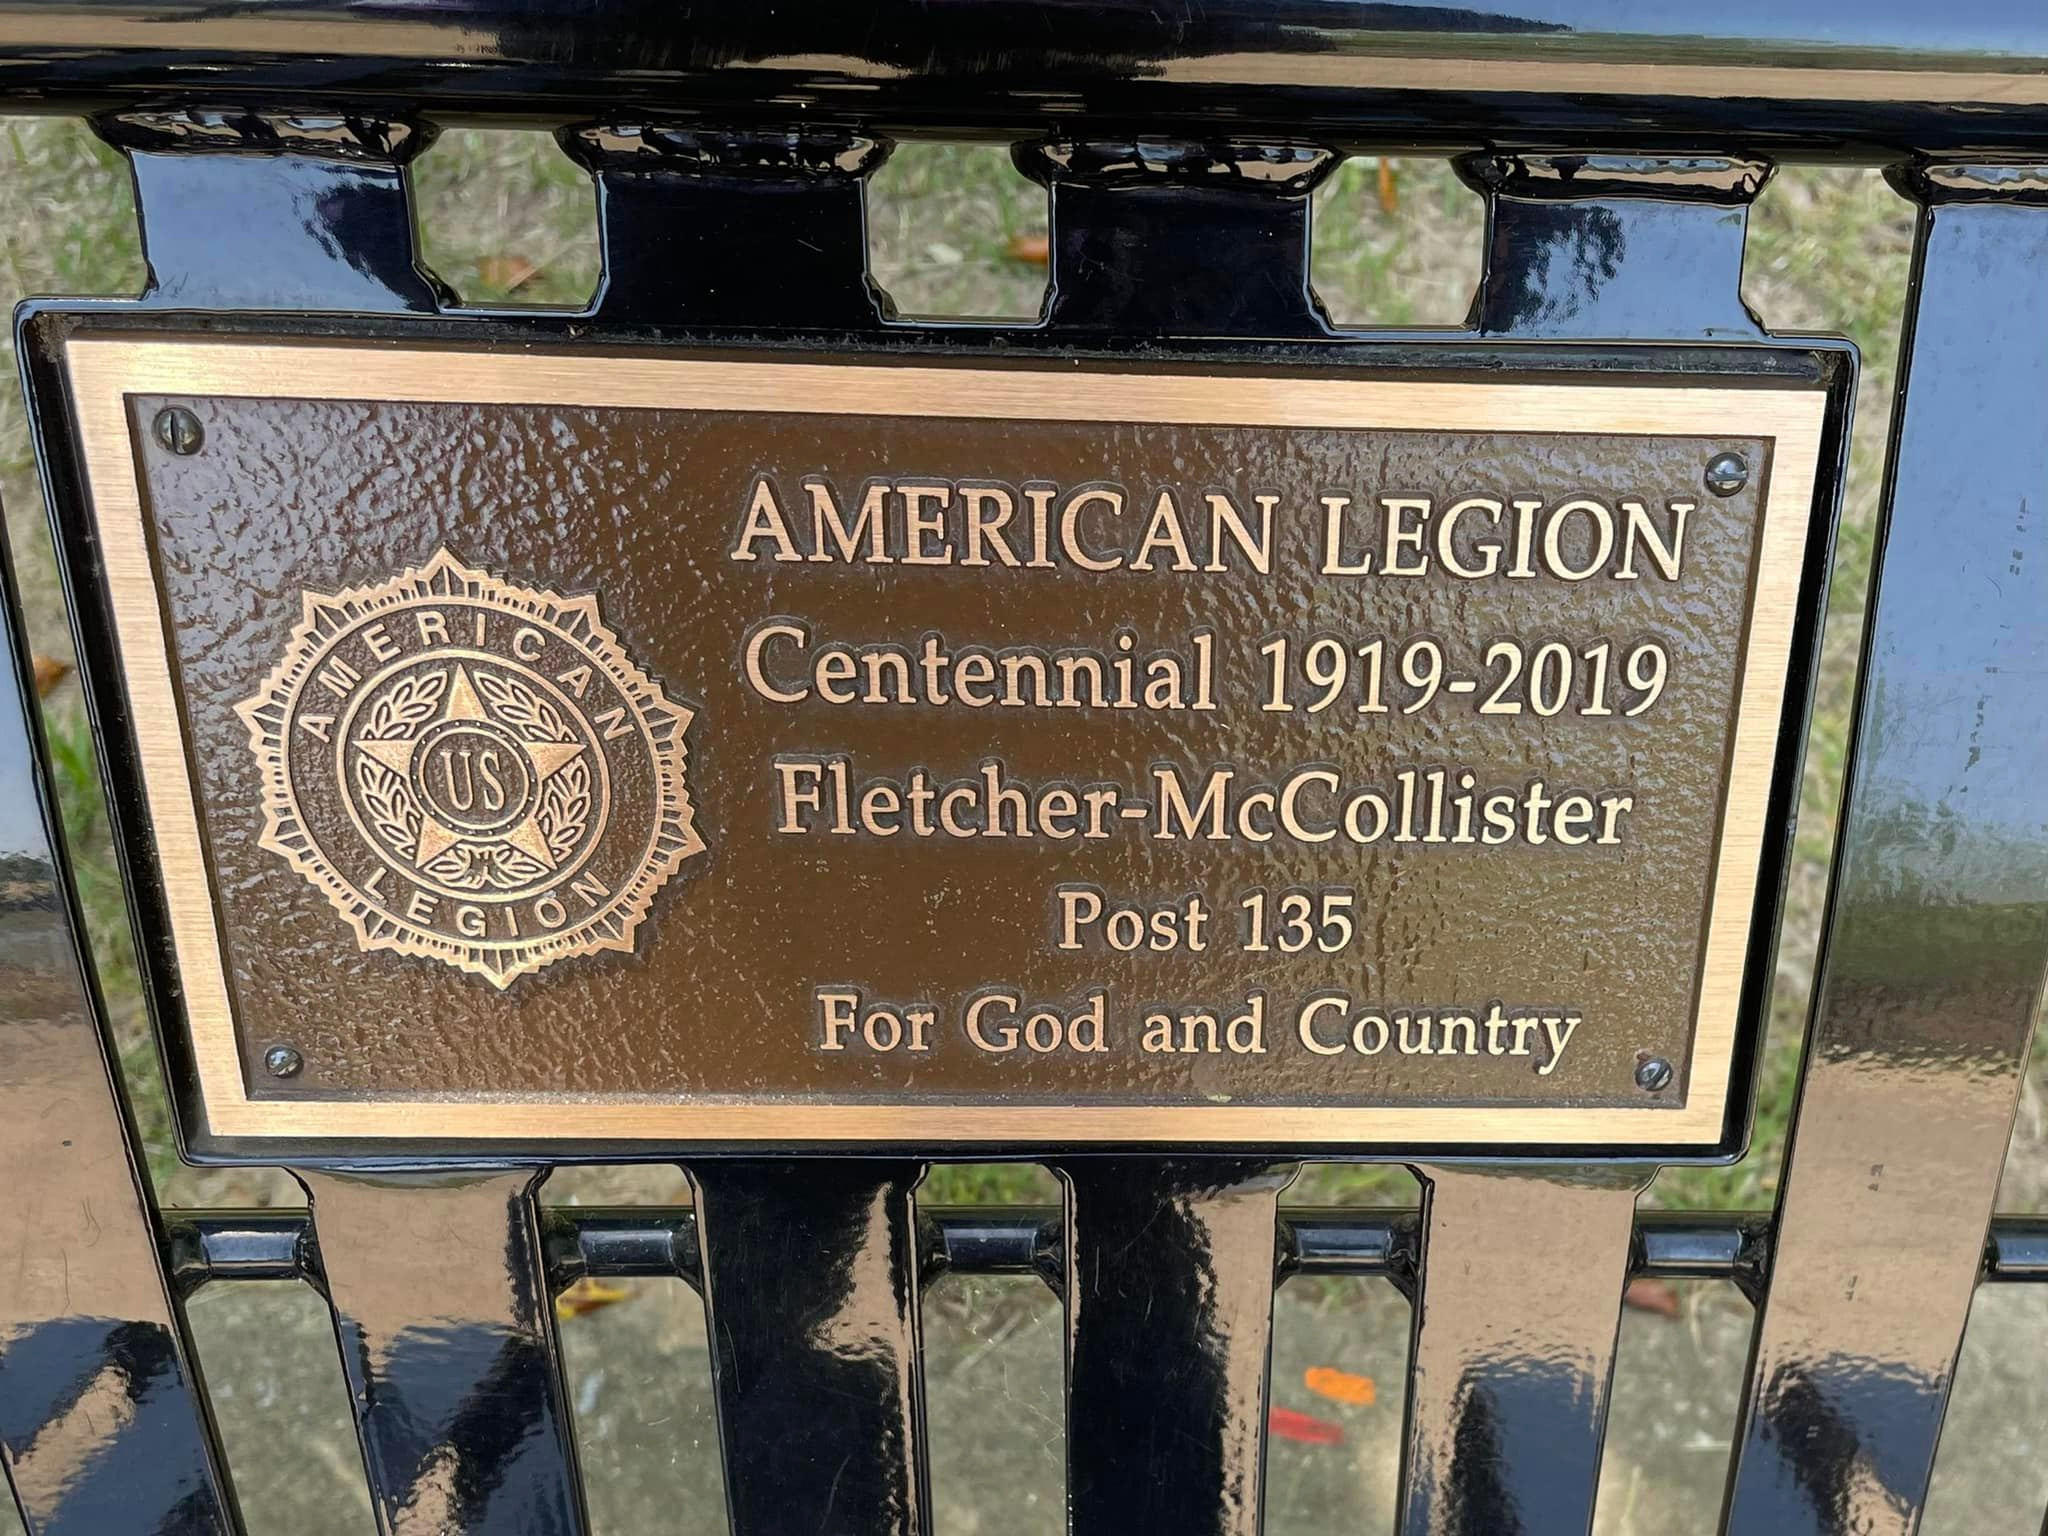 AMERICAN LEGION
Centennial 1919-2019
Fletcher-McCollister
Post 135
For God and Country
AMERICAN
US
LEGION